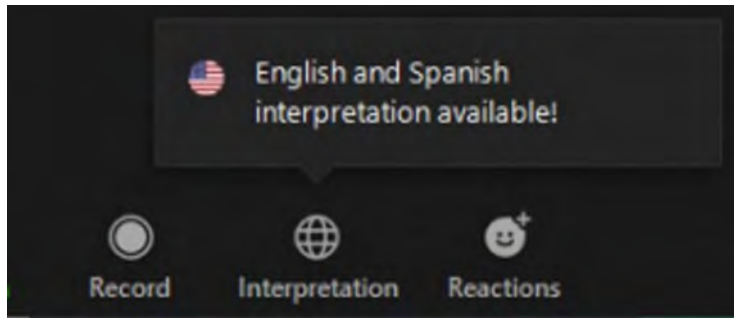 English and Spanish
interpretation available!
Record
Interpretation
Reactions